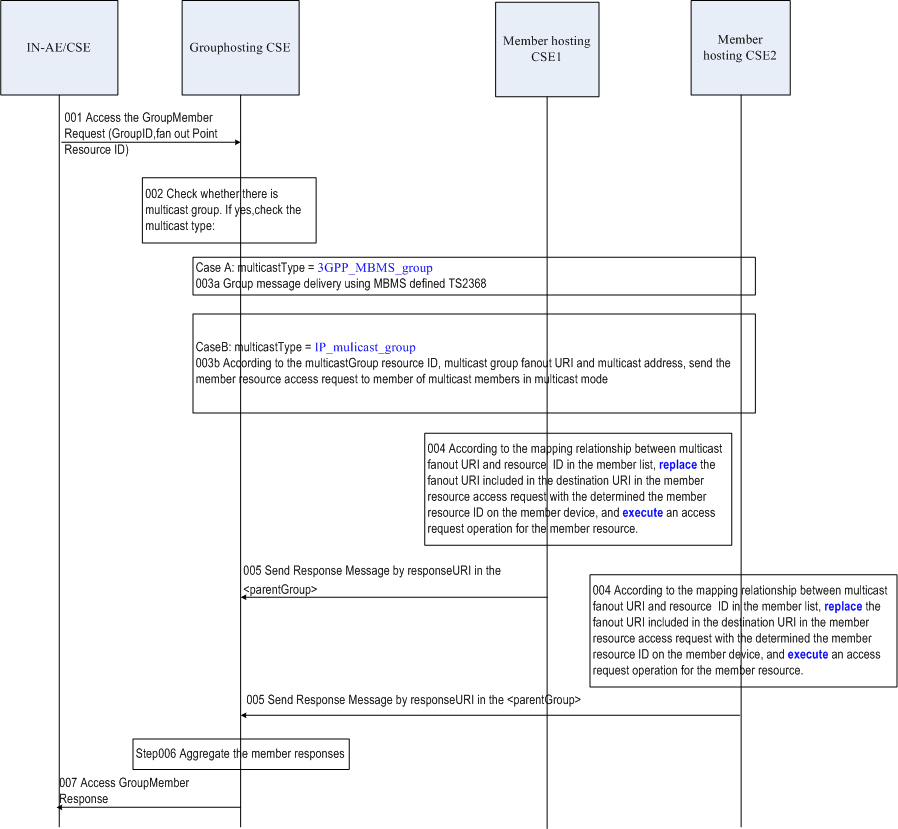 IN-AE/CSE
Grouphosting CSE
Member hosting
CSE1
Member
hosting CSE2
001 Access the GroupMember
Request (GroupID,fan out Point
Resource ID)
002 Check whether there is
multicast group. If yes,check the
multicast type:
Case A: multicastType = 3GPP_MBMS_group
003a Group message delivery using MBMS defined TS2368
CaseB: multicastType = IP_mulicast_group
003b According to the multicastGroup resource ID, multicast group fanout URI and multicast address, send the
member resource access request to member of multicast members in multicast mode
004 According to the mapping relationship between multicast
fanout URI and resource ID in the member list, replace the
fanout URI included in the destination URI in the member
resource access request with the determined the member
resource ID on the member device, and execute an access
request operation for the member resource.
005 Send Response Message by responseURI in the
<parentGroup>
004 According to the mapping relationship between multicast
fanout URI and resource ID in the member list, replace the
fanout URI included in the destination URI in the member
resource access request with the determined the member
resource ID on the member device, and execute an access
request operation for the member resource.
005 Send Response Message by responseURI in the <parentGroup>
Step006 Aggregate the member responses
007 Access GroupMember
Response